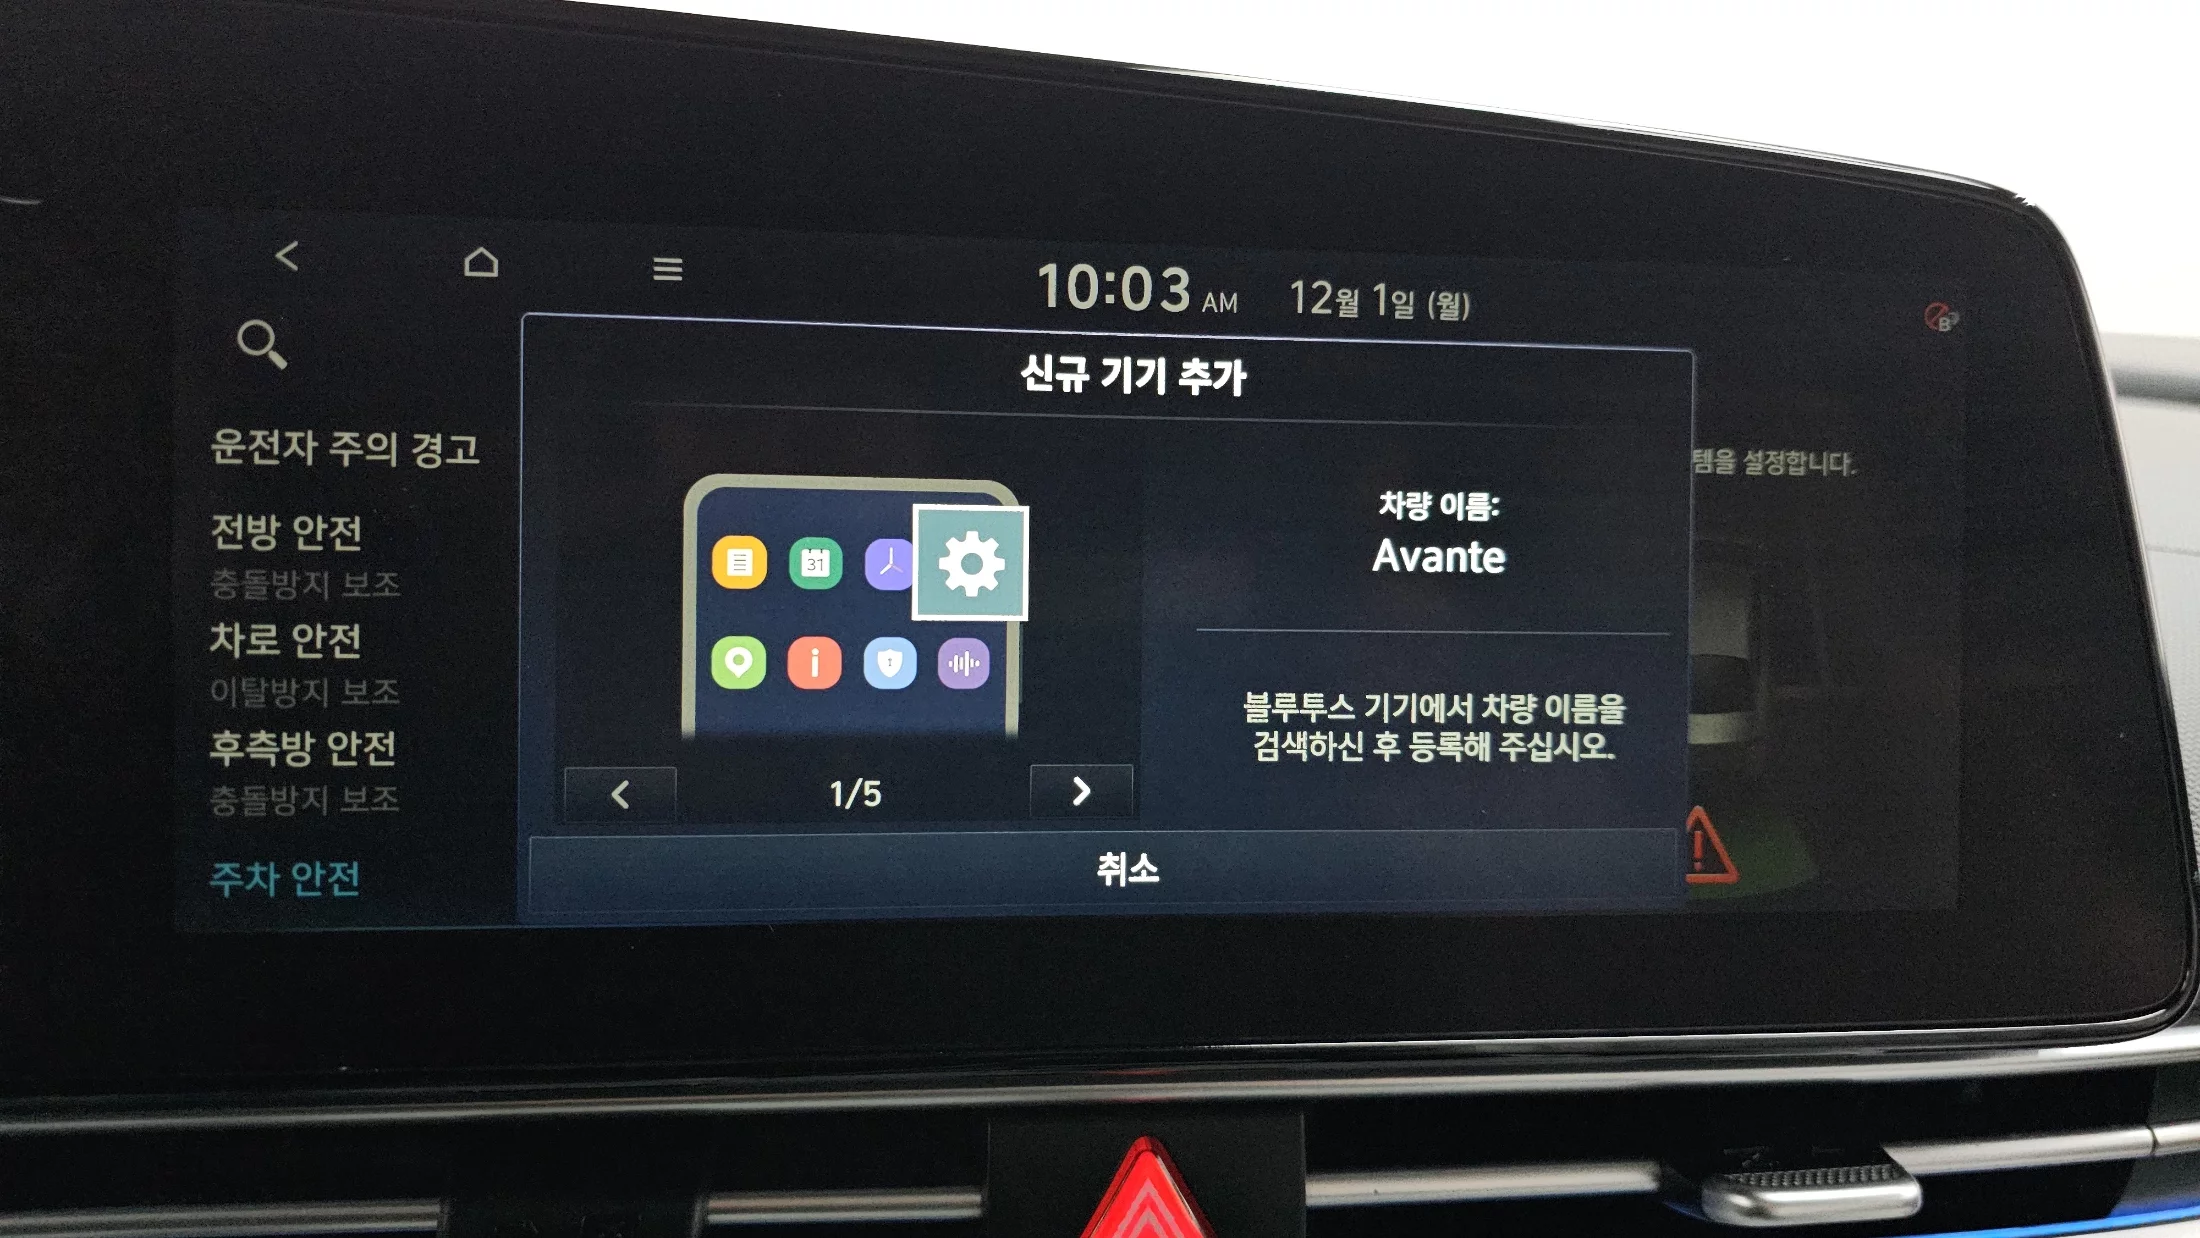 10:03 AM 12월 1일 (월)
신규 기기 추가
운전자 주의 경고
전방 안전
충돌방지 보조
차로 안전
이탈방지 보조
후측방 안전
충돌방지 보조
주차 안전
31
차량 이름:
Avante
블루투스 기기에서 차량 이름을
검색하신 후 등록해 주십시오.
1/5
취소
템을 설정합니다.